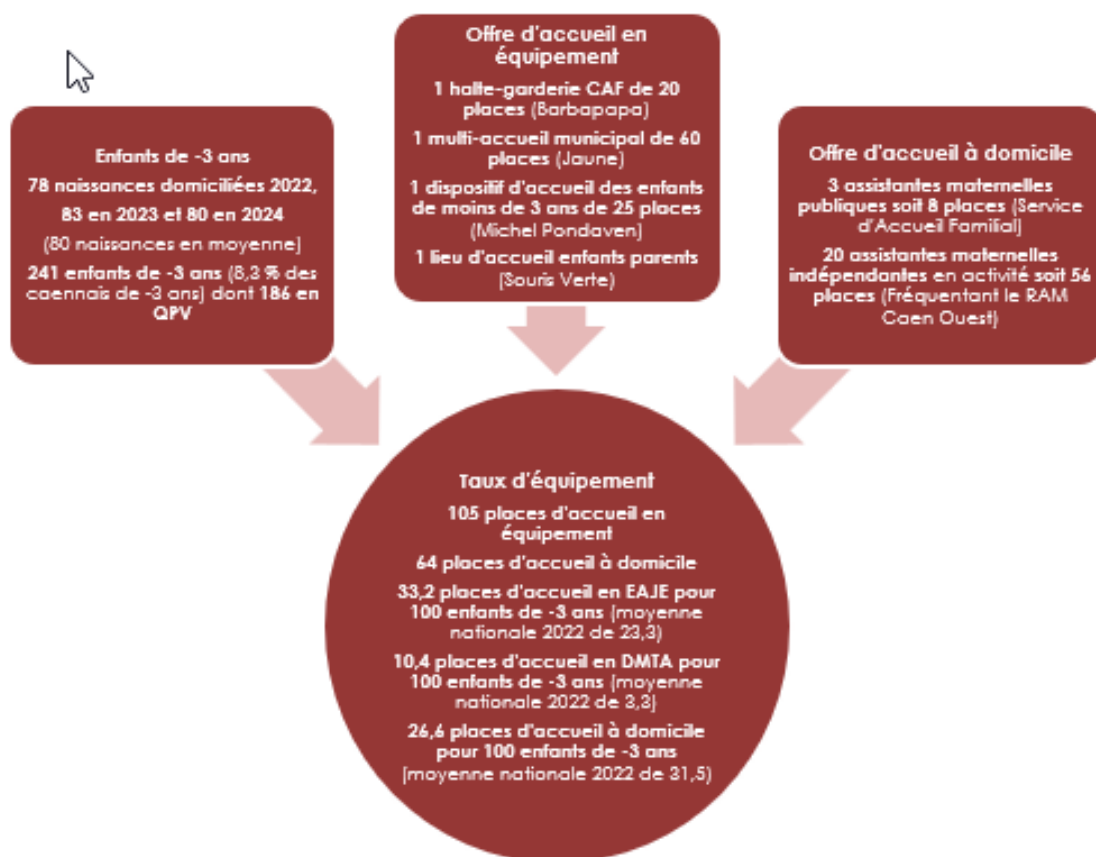 Enfants de -3 ans
78 naissances domiciliées 2022,
83 en 2023 et 80 en 2024
(80 naissances en moyenne)
241 enfants de -3 ans (8,3 % des
caennais de -3 ans) dont 186 en
QPV
Offre d'accueil en
équipement
1 halte-garderie CAF de 20
places (Barbapapa)
1 multi-accueil municipal de 60
places (Jaune)
1 dispositif d'accueil des enfants
de moins de 3 ans de 25 places
(Michel Pondaven)
1 lieu d'accueil enfants parents
(Souris Verte)
Offre d'accueil à domicile
3 assistantes maternelles
publiques soit 8 places (Service
d'Accueil Familial)
20 assistantes maternelles
indépendantes en activité soit 56
places (Fréquentant le RAM
Caen Ouest)
Taux d'équipement
105 places d'accueil en
équipement
64 places d'accueil à domicile
33,2 places d'accueil en EAJE pour
100 enfants de -3 ans (moyenne
nationale 2022 de 23,3)
10,4 places d'accueil en DMTA pour
100 enfants de -3 ans (moyenne
nationale 2022 de 3,3)
26,6 places d'accueil à domicile
pour 100 enfants de -3 ans
(moyenne nationale 2022 de 31,5)